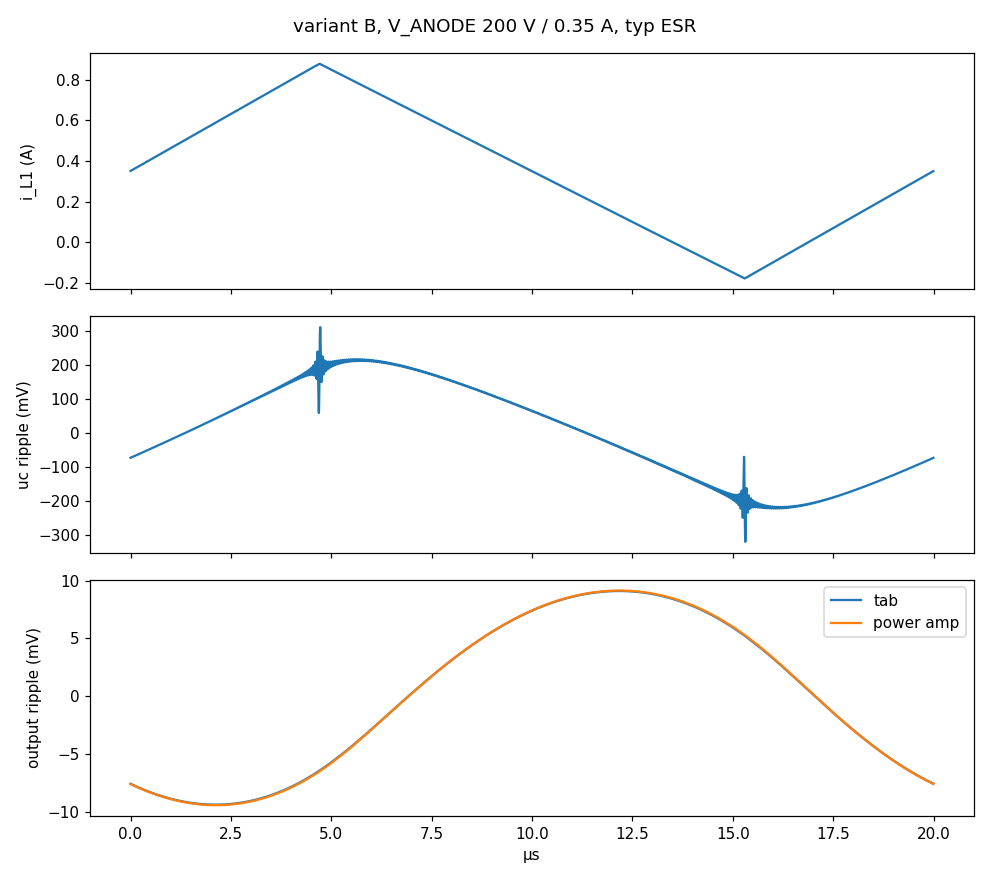 variant B, V_ANODE 200 V / 0.35 A, typ ESR
i_L1 (A)
0.8
0.6
0.4
0.2
0.0
−0.2
uc ripple (mV)
300
200
100
0
−100
−200
−300
output ripple (mV)
10
5
0
−5
−10
tab
power amp
0.0 2.5 5.0 7.5 10.0 12.5 15.0 17.5 20.0
µs